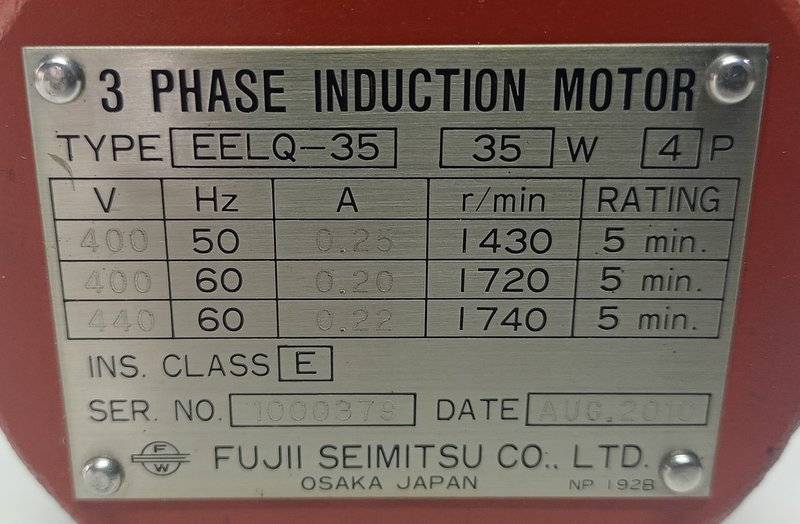 3 PHASE INDUCTION MOTOR
TYPE EELQ-35 35 W 4 P
V Hz A r/min RATING
400 50 0.25 1430 5 min.
400 60 0.20 1720 5 min.
440 60 0.22 1740 5 min.
INS. CLASS E
SER. NO. 1000379 DATE AUG.2010
F
W
FUJII SEIMITSU CO., LTD.
OSAKA JAPAN NP 192B